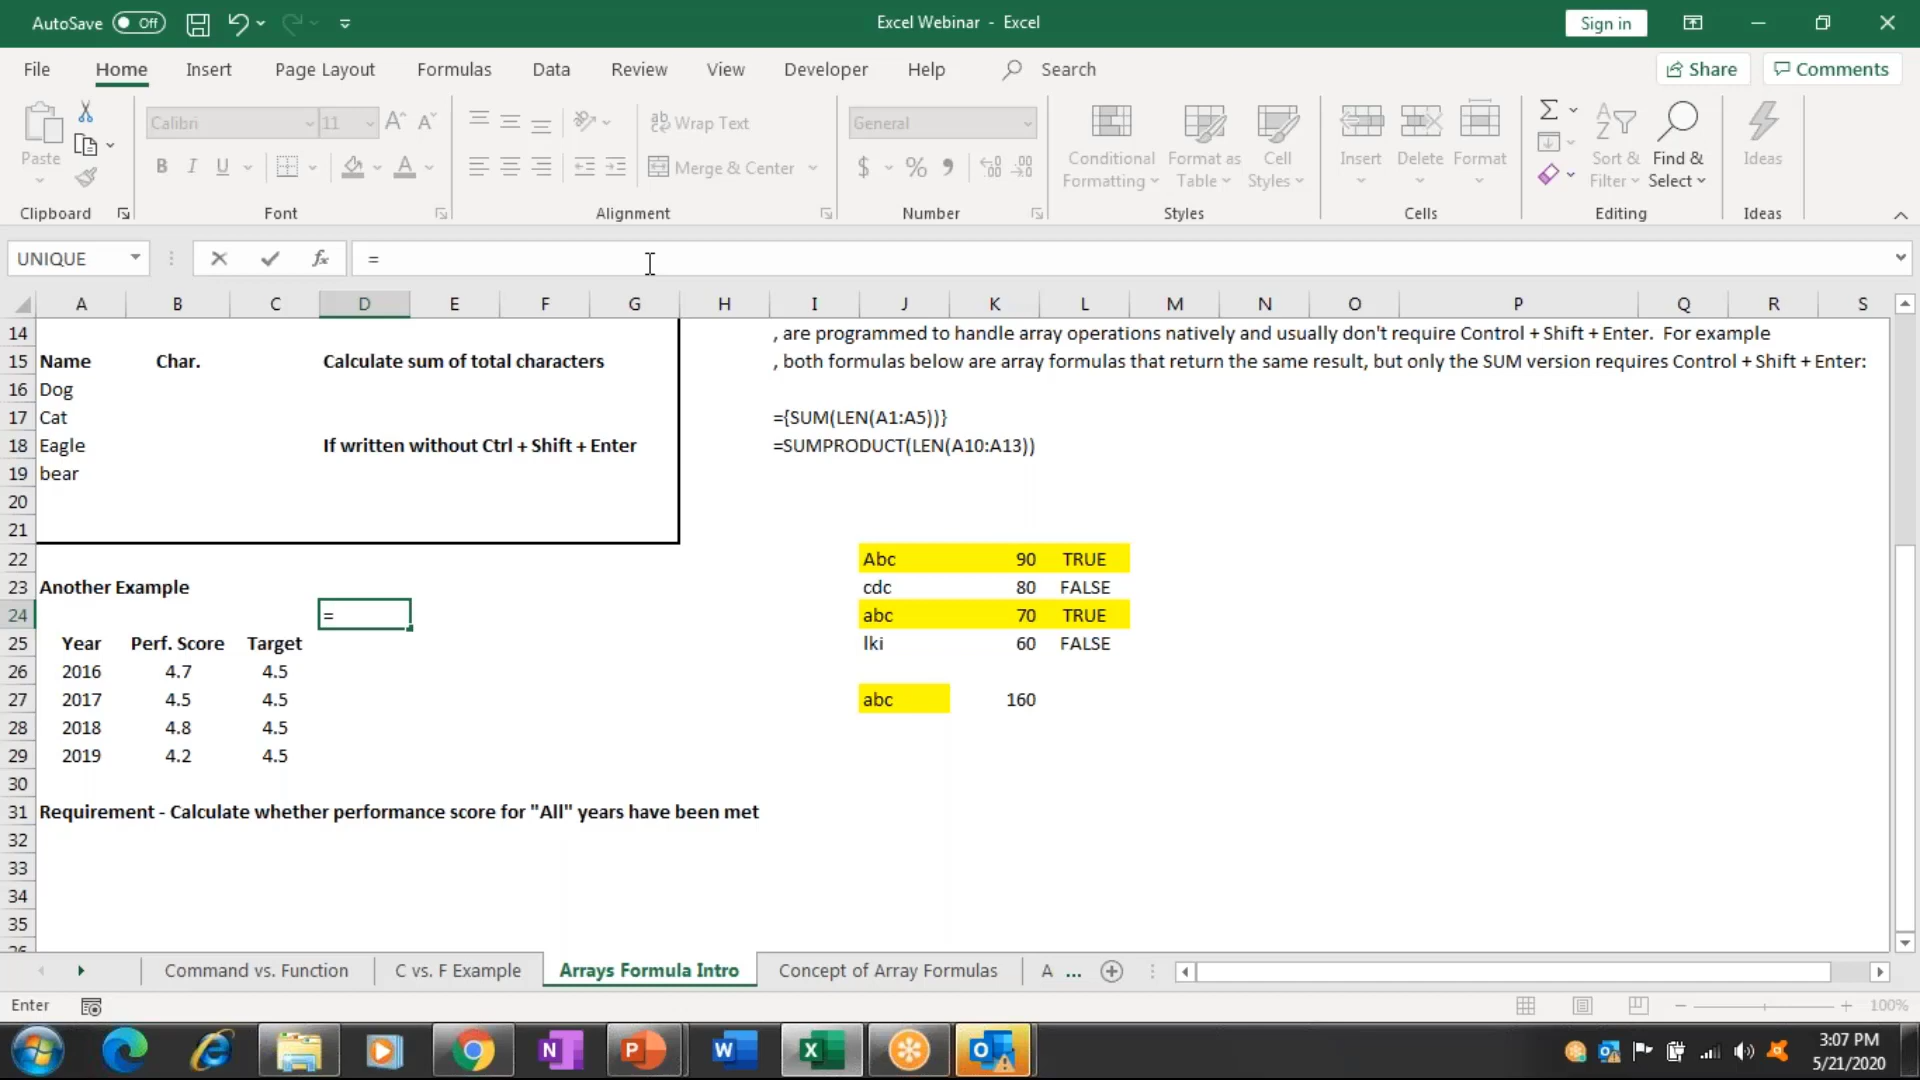 AutoSave Off
Excel Webinar - Excel
Sign in
File Home Insert Page Layout Formulas Data Review View Developer Help Search
Share Comments
Paste
Calibri 11
Wrap Text
Merge & Center
General
Conditional Formatting
Format as Table
Cell Styles
Insert Delete Format
Sort & Filter
Find & Select
Ideas
B I U
$ % ,
Clipboard Font Alignment Number Styles Cells Editing Ideas
UNIQUE
fx
=
A B C D E F G H I J K L M N O P Q R S
14 , are programmed to handle array operations natively and usually don't require Control + Shift + Enter. For example
15 Name Char. Calculate sum of total characters , both formulas below are array formulas that return the same result, but only the SUM version requires Control + Shift + Enter:
16 Dog
17 Cat ={SUM(LEN(A1:A5))}
18 Eagle If written without Ctrl + Shift + Enter =SUMPRODUCT(LEN(A10:A13))
19 bear
20
21
22 Abc 90 TRUE
23 Another Example cdc 80 FALSE
24 = abc 70 TRUE
25 Year Perf. Score Target lki 60 FALSE
26 2016 4.7 4.5
27 2017 4.5 4.5 abc 160
28 2018 4.8 4.5
29 2019 4.2 4.5
30
31 Requirement - Calculate whether performance score for "All" years have been met
32
33
34
35
Command vs. Function C vs. F Example Arrays Formula Intro Concept of Array Formulas A ...
Enter
100%
3:07 PM
5/21/2020